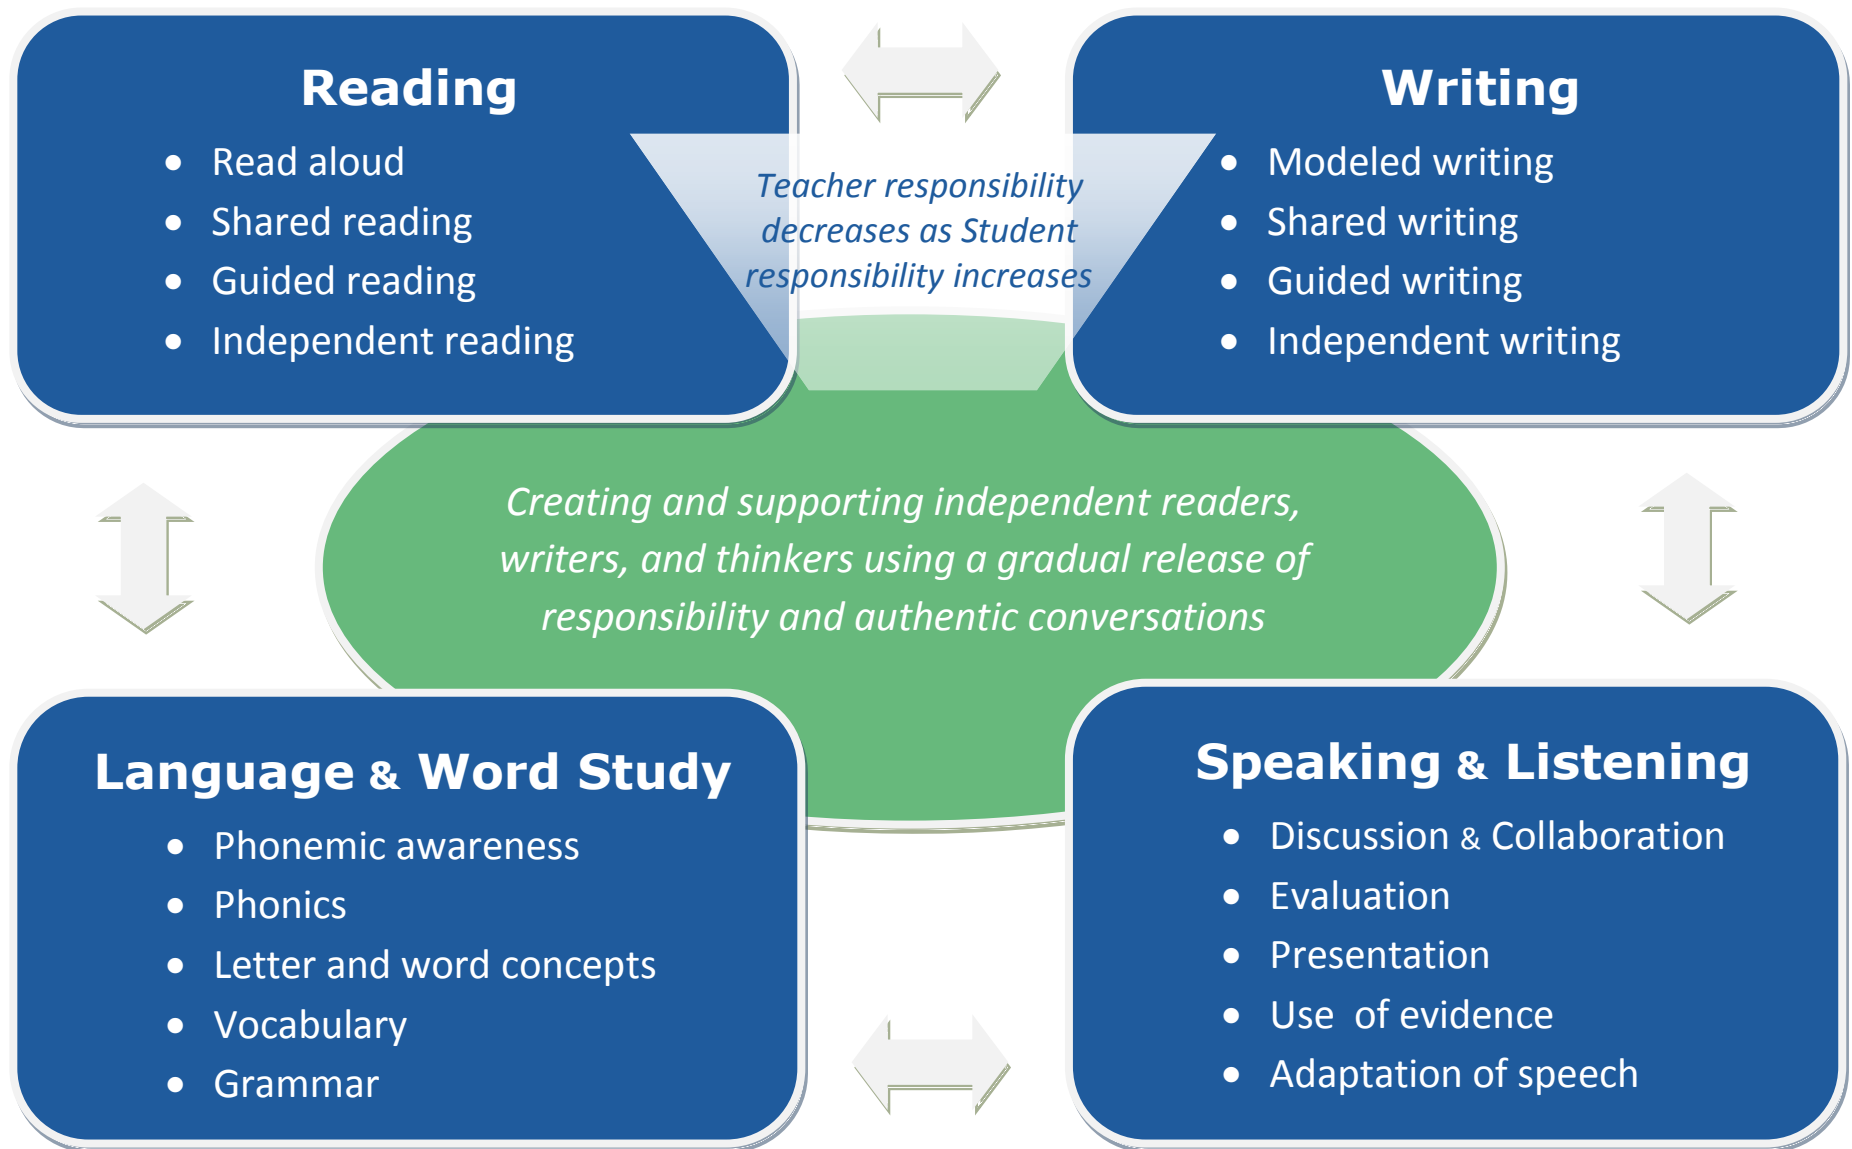 Reading
• Read aloud
• Shared reading
• Guided reading
• Independent reading
Teacher responsibility
decreases as Student
responsibility increases
Writing
• Modeled writing
• Shared writing
• Guided writing
• Independent writing
Creating and supporting independent readers,
writers, and thinkers using a gradual release of
responsibility and authentic conversations
Language & Word Study
• Phonemic awareness
• Phonics
• Letter and word concepts
• Vocabulary
• Grammar
Speaking & Listening
• Discussion & Collaboration
• Evaluation
• Presentation
• Use  of evidence
• Adaptation of speech